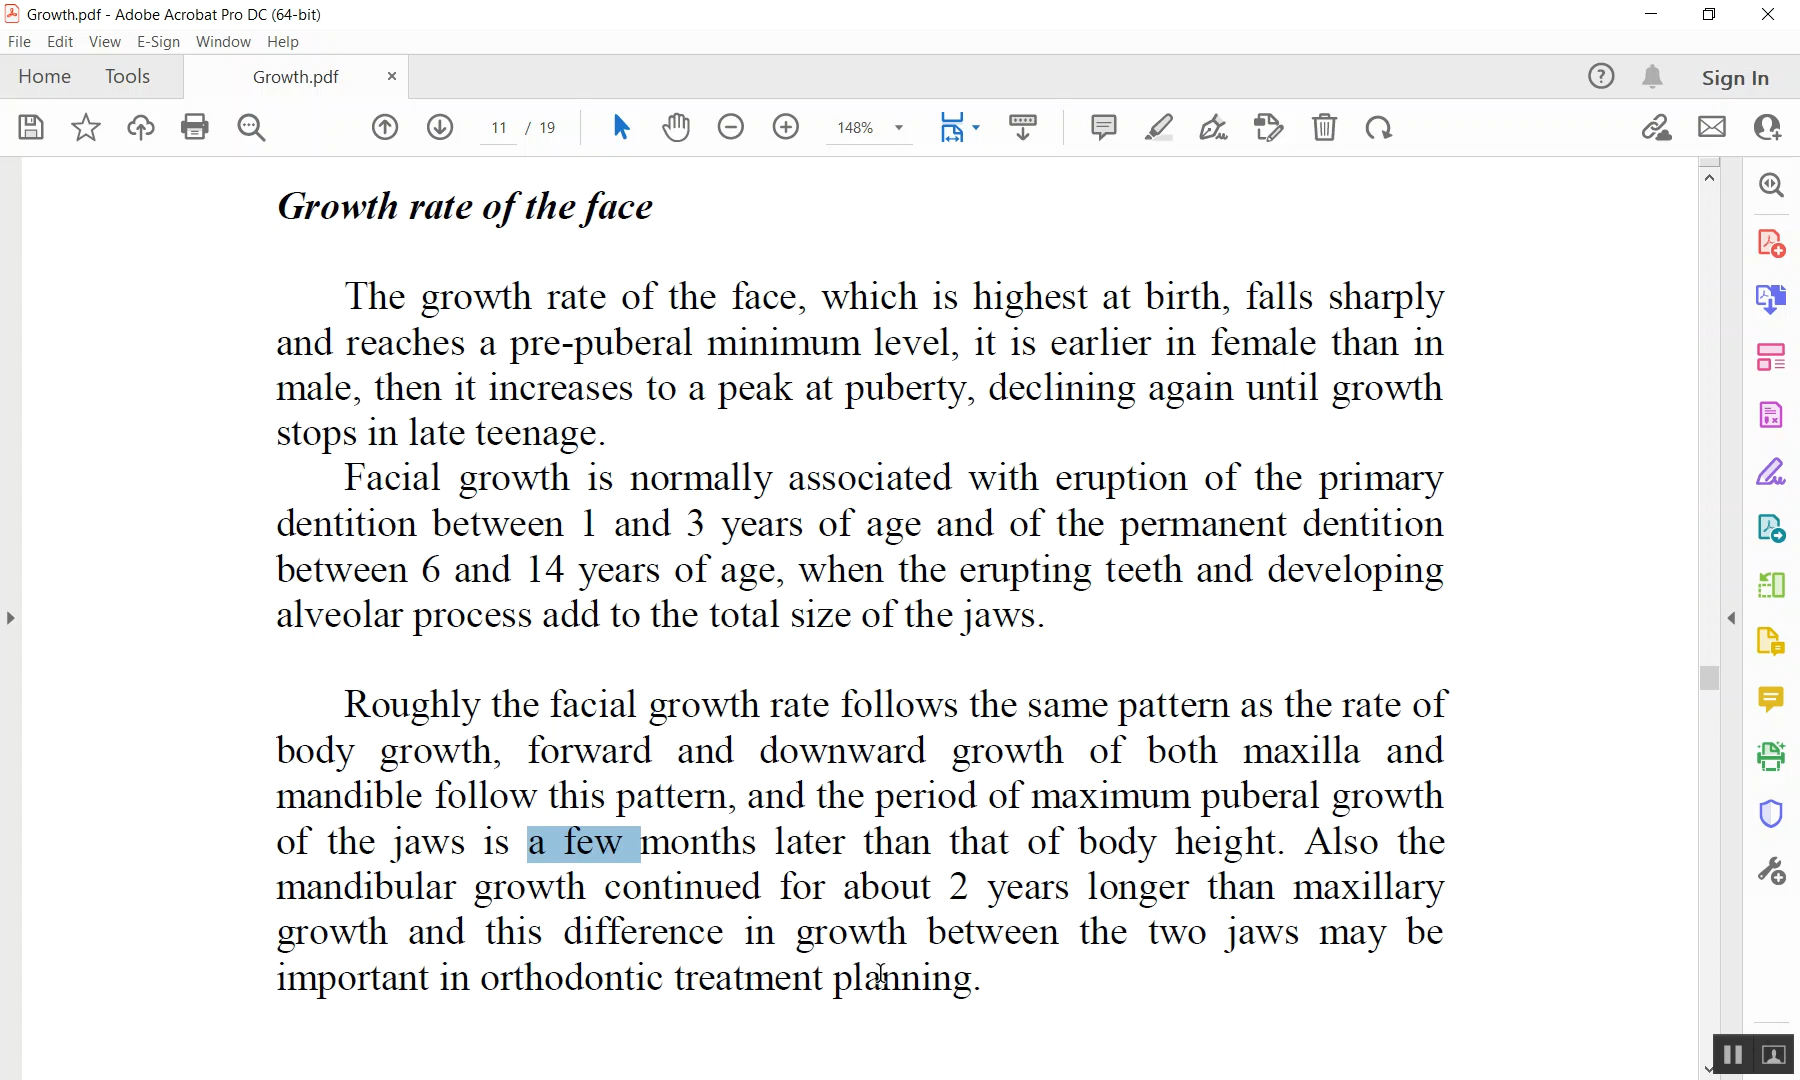 Growth.pdf - Adobe Acrobat Pro DC (64-bit)
File Edit View E-Sign Window Help
Home Tools Growth.pdf Sign In
11 / 19 148%
Growth rate of the face
The growth rate of the face, which is highest at birth, falls sharply
and reaches a pre-puberal minimum level, it is earlier in female than in
male, then it increases to a peak at puberty, declining again until growth
stops in late teenage.
Facial growth is normally associated with eruption of the primary
dentition between 1 and 3 years of age and of the permanent dentition
between 6 and 14 years of age, when the erupting teeth and developing
alveolar process add to the total size of the jaws.
Roughly the facial growth rate follows the same pattern as the rate of
body growth, forward and downward growth of both maxilla and
mandible follow this pattern, and the period of maximum puberal growth
of the jaws is a few months later than that of body height. Also the
mandibular growth continued for about 2 years longer than maxillary
growth and this difference in growth between the two jaws may be
important in orthodontic treatment planning.